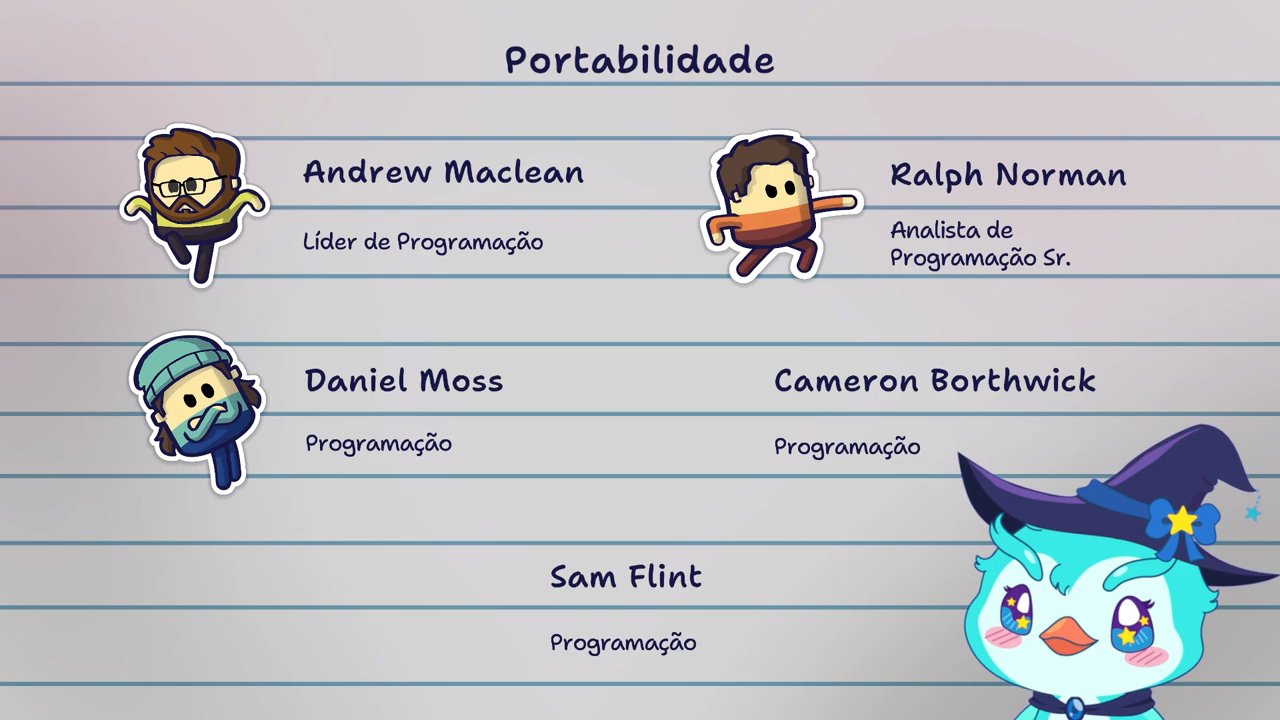 Portabilidade
Andrew Maclean
Líder de Programação
Ralph Norman
Analista de
Programação Sr.
Daniel Moss
Programação
Cameron Borthwick
Programação
Sam Flint
Programação